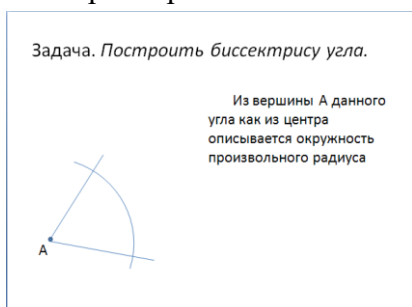 Задача. Построить биссектрису угла.
Из вершины А данного
угла как из центра
описывается окружность
произвольного радиуса
А